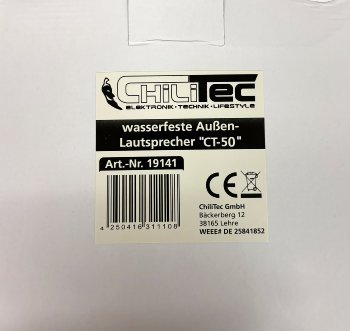 CHILITEC
ELEKTRONIK • TECHNIK • LIFESTYLE
wasserfeste Außen-
Lautsprecher "CT-50"
Art.-Nr. 19141
CE
4 250416 311108
ChiliTec GmbH
Bäckerberg 12
38165 Lehre
WEEE# DE 25841852